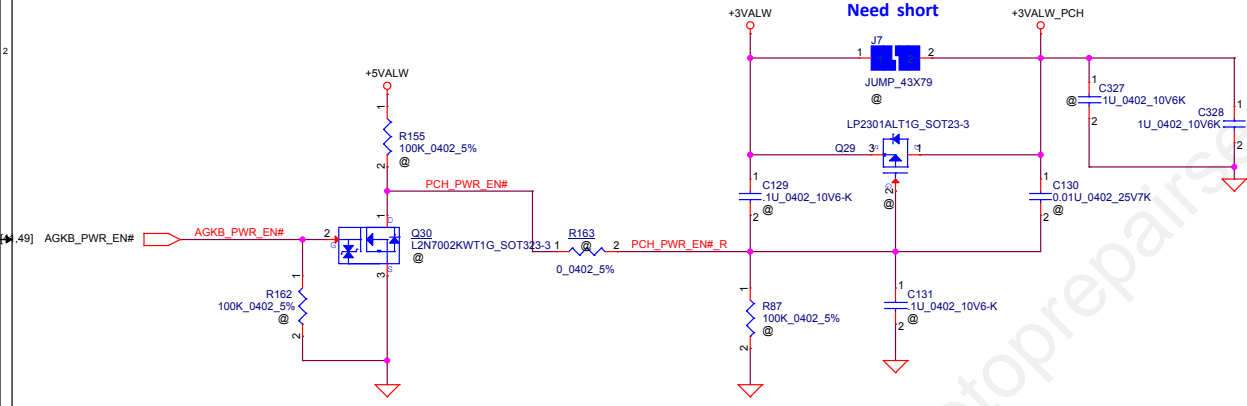 Need short
+3VALW
+3VALW_PCH
2
J7
1
2
JUMP_43X79
@
+5VALW
1
R155
100K_0402_5%
@
2
1
C327
@
.1U_0402_10V6K
2
C328
1
1U_0402_10V6K
2
LP2301ALT1G_SOT23-3
Q29
3
1
G
2
@
PCH_PWR_EN#
1
C129
.1U_0402_10V6-K
@
2
1
C130
0.01U_0402_25V7K
@
2
,49]
AGKB_PWR_EN#
AGKB_PWR_EN#
1
D
2
G
Q30
L2N7002KWT1G_SOT323-3
@
S
3
R163
1
@
2
0_0402_5%
PCH_PWR_EN#_R
1
R162
100K_0402_5%
@
2
1
R87
100K_0402_5%
@
2
1
C131
.1U_0402_10V6-K
@
2
toprepairse